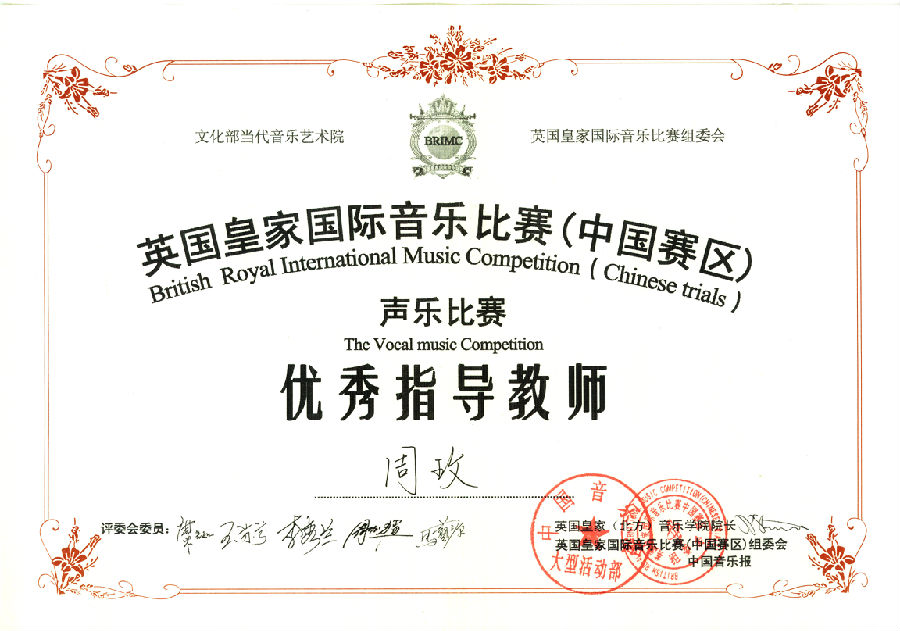 文化部当代音乐艺术院
BRIMC
英国皇家国际音乐比赛组委会
英国皇家国际音乐比赛(中国赛区)
British Royal International Music Competition ( Chinese trials )
声乐比赛
The Vocal music Competition
优秀指导教师
周玫
评委会委员:
英国皇家(北方)音乐学院院长
英国皇家国际音乐比赛(中国赛区)组委会
中国音乐报
中国音乐
大型活动部